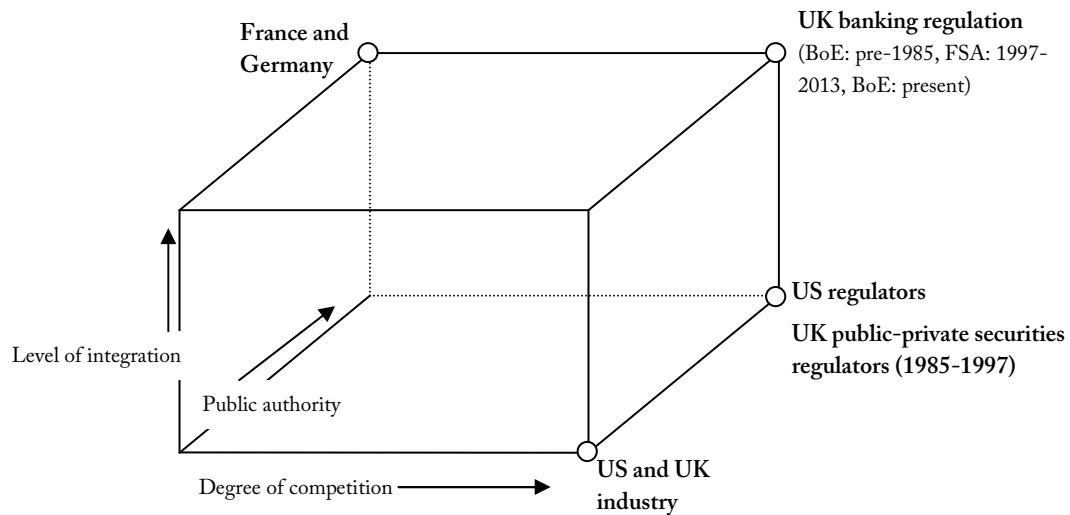 France and
Germany
UK banking regulation
(BoE: pre-1985, FSA: 1997-
2013, BoE: present)
US regulators
UK public-private securities
regulators (1985-1997)
Level of integration
Public authority
US and UK
industry
Degree of competition